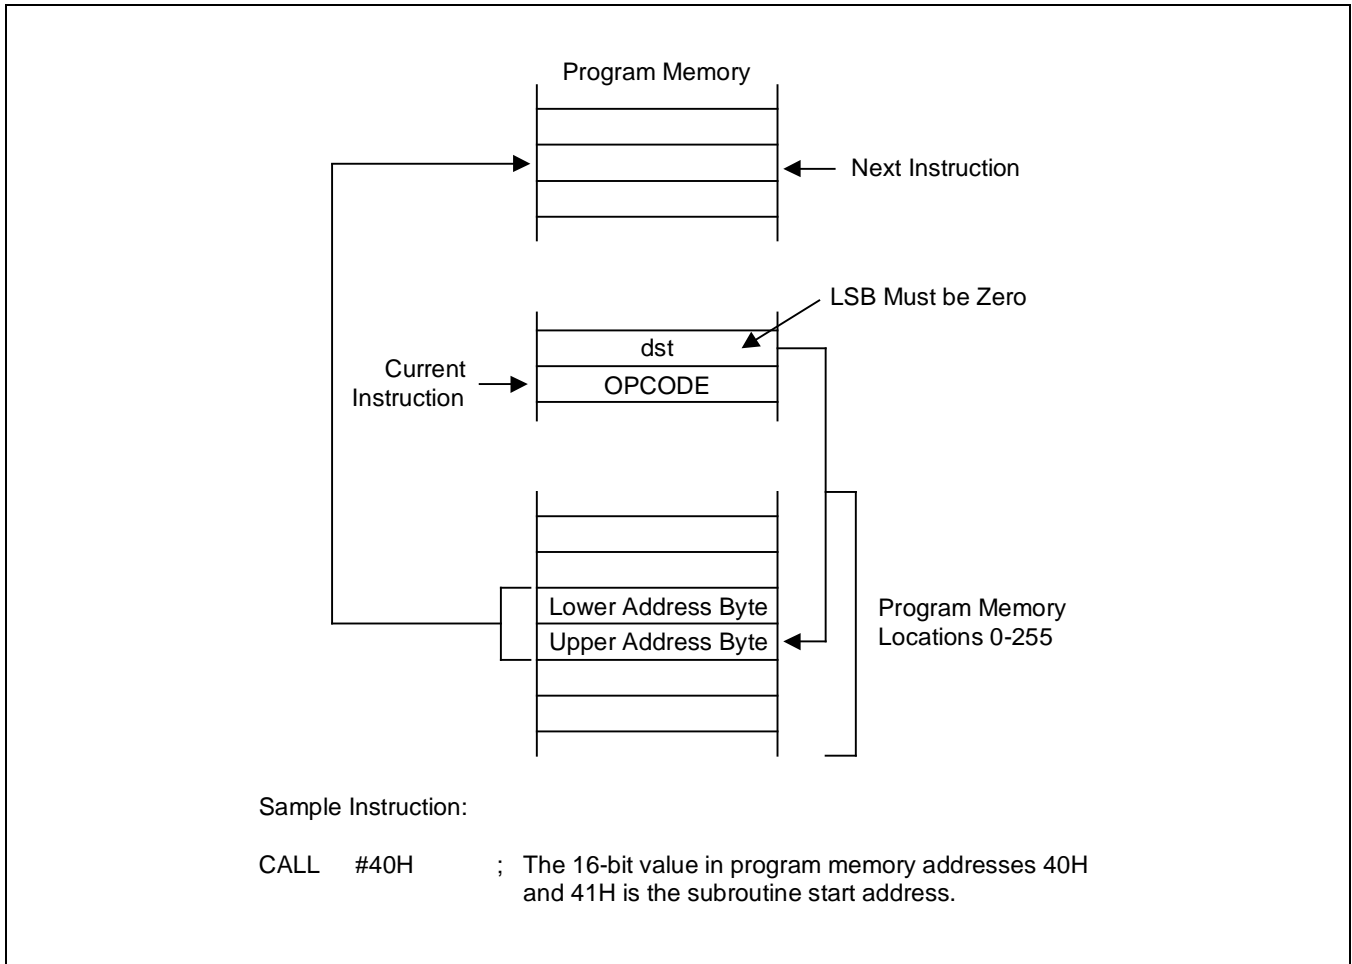 Program Memory
Next Instruction
LSB Must be Zero
dst
Current
Instruction
OPCODE
Lower Address Byte
Upper Address Byte
Program Memory
Locations 0-255
Sample Instruction:
CALL #40H ; The 16-bit value in program memory addresses 40H
and 41H is the subroutine start address.